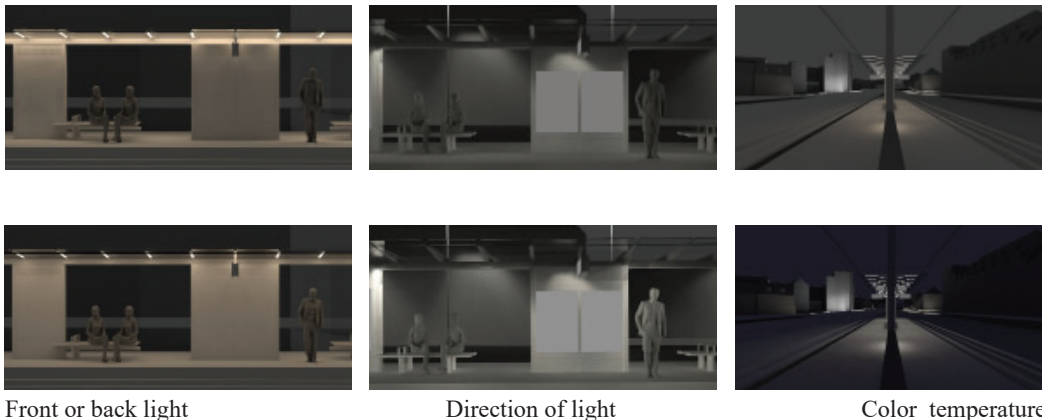 Front or back light
Direction of light
Color temperature